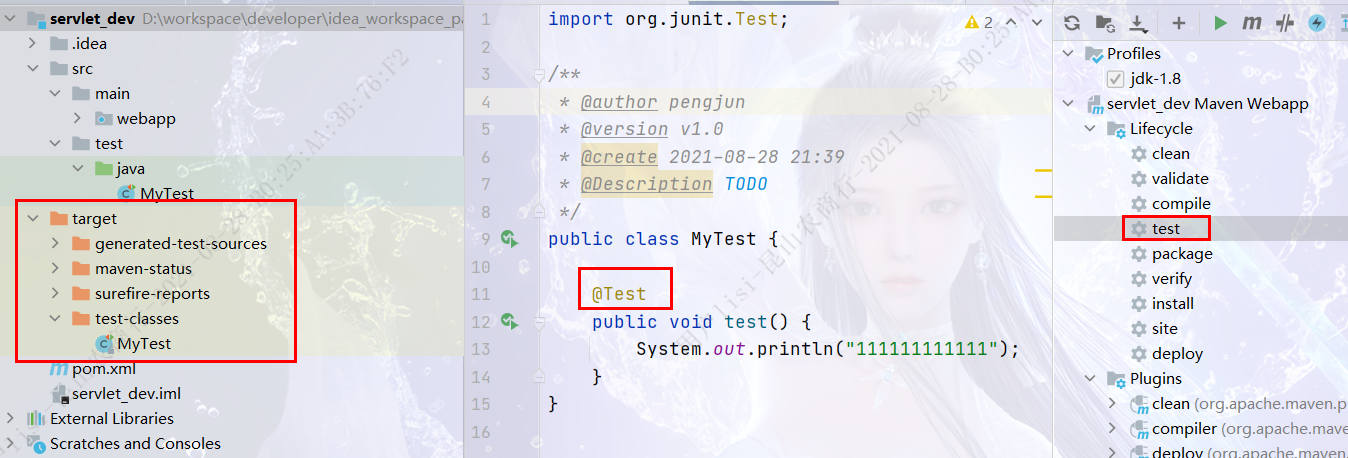 servlet_dev D:\workspace\developer\idea_workspace_pa
.idea
src
main
webapp
test
java
MyTest
target
generated-test-sources
maven-status
surefire-reports
test-classes
MyTest
pom.xml
servlet_dev.iml
External Libraries
Scratches and Consoles
1 import org.junit.Test;
2
3 /**
4 * @author pengjun
5 * @version v1.0
6 * @create 2021-08-28 21:39
7 * @Description TODO
8 */
9 public class MyTest {
10
11 @Test
12 public void test() {
13 System.out.println("111111111111");
14 }
15 }
16
2
Profiles
jdk-1.8
servlet_dev Maven Webapp
Lifecycle
clean
validate
compile
test
package
verify
install
site
deploy
Plugins
clean (org.apache.maven.p
compiler (org.apache.maven.
deploy (org.apache.maven